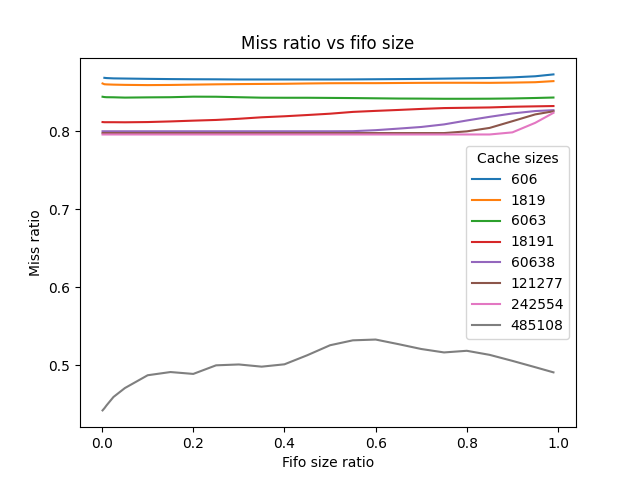 Miss ratio vs fifo size
Miss ratio
0.8
0.7
0.6
0.5
Cache sizes
606
1819
6063
18191
60638
121277
242554
485108
0.0 0.2 0.4 0.6 0.8 1.0
Fifo size ratio